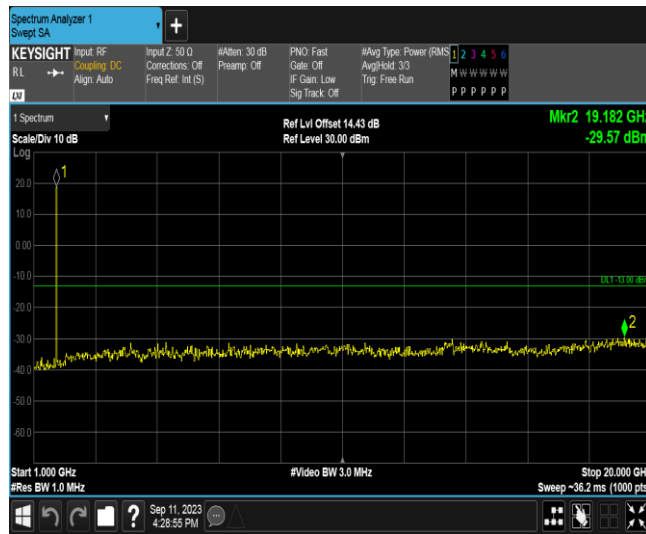 Spectrum Analyzer 1
Swept SA
KEYSIGHT Input: RF Input Z: 50 Ω #Atten: 30 dB PNO: Fast #Avg Type: Power (RMS 1 2 3 4 5 6
RL Coupling: DC Corrections: Off Preamp: Off Gate: Off Avg|Hold: 3/3 M W W W W W
Align: Auto Freq Ref: Int (S) IF Gain: Low Trig: Free Run
LXI Sig Track: Off P P P P P P
1 Spectrum Ref Lvl Offset 14.43 dB Mkr2 19.182 GH
Scale/Div 10 dB Ref Level 30.00 dBm -29.57 dBm
Log
1
20.0
10.0
0.00
-10.0
DL1 -13.00 dB
-20.0
2
-30.0
-40.0
-50.0
-60.0
Start 1.000 GHz #Video BW 3.0 MHz Stop 20.000 GH
#Res BW 1.0 MHz Sweep ~36.2 ms (1000 pts
? Sep 11, 2023
4:28:55 PM